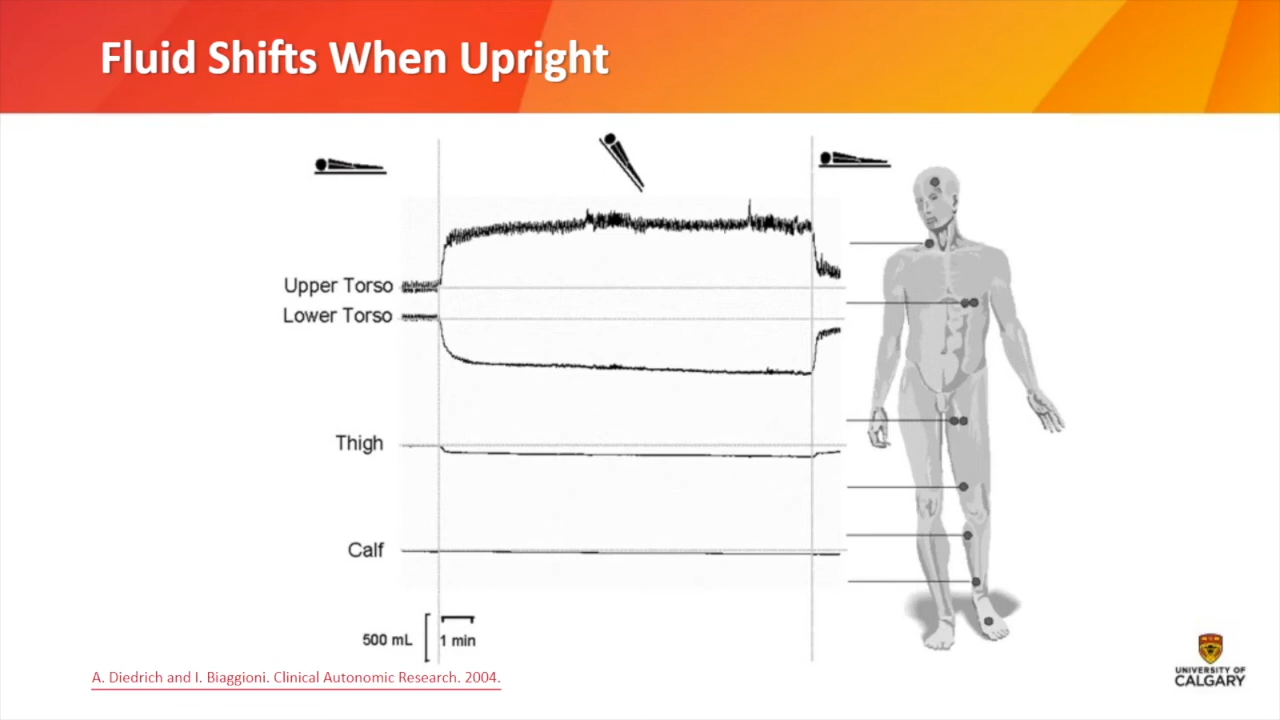 Fluid Shifts When Upright
Upper Torso
Lower Torso
Thigh
Calf
500 mL
1 min
A. Diedrich and I. Biaggioni. Clinical Autonomic Research. 2004.
UNIVERSITY OF
CALGARY